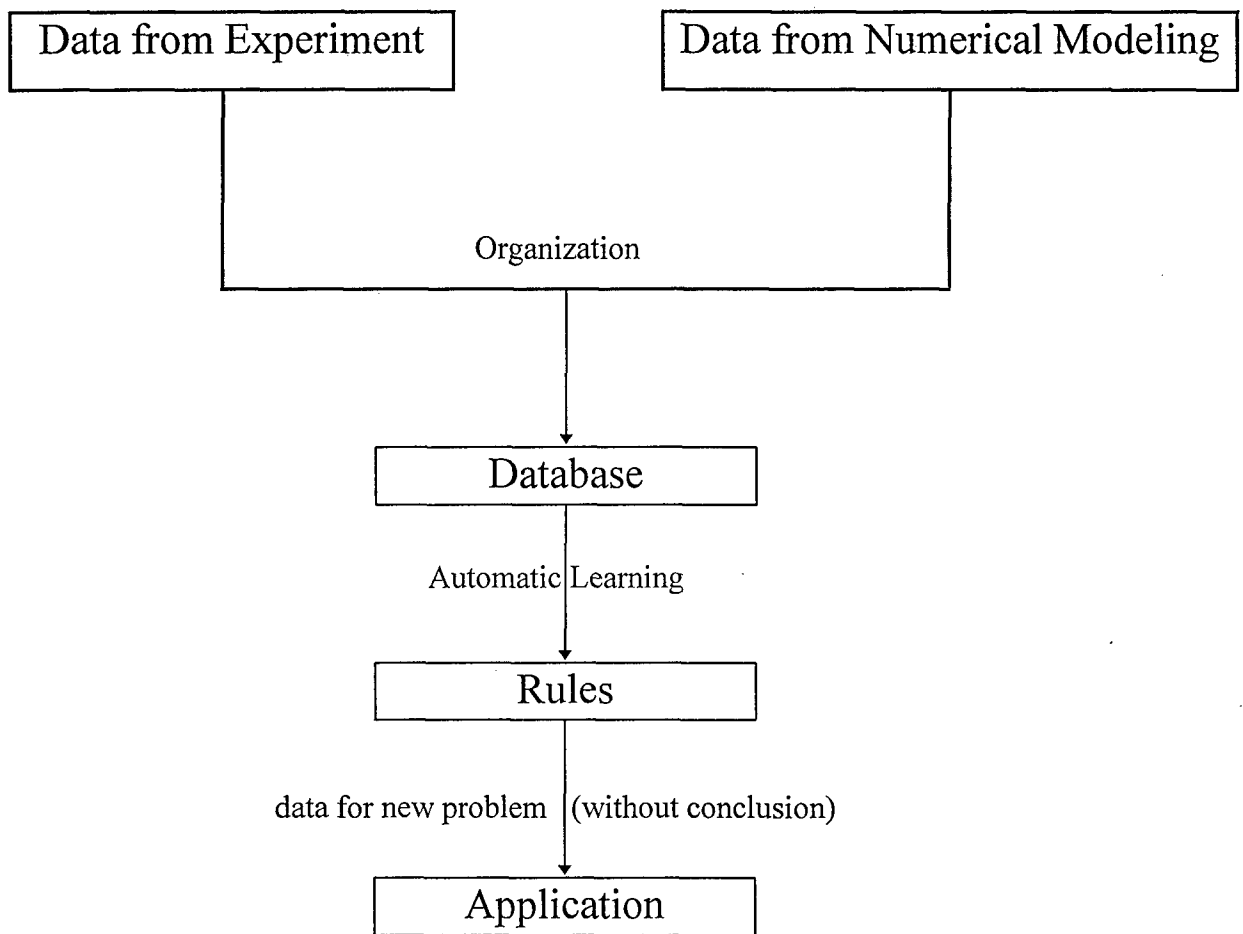 Data from Experiment
Data from Numerical Modeling
Organization
Database
Automatic Learning
Rules
data for new problem (without conclusion)
Application